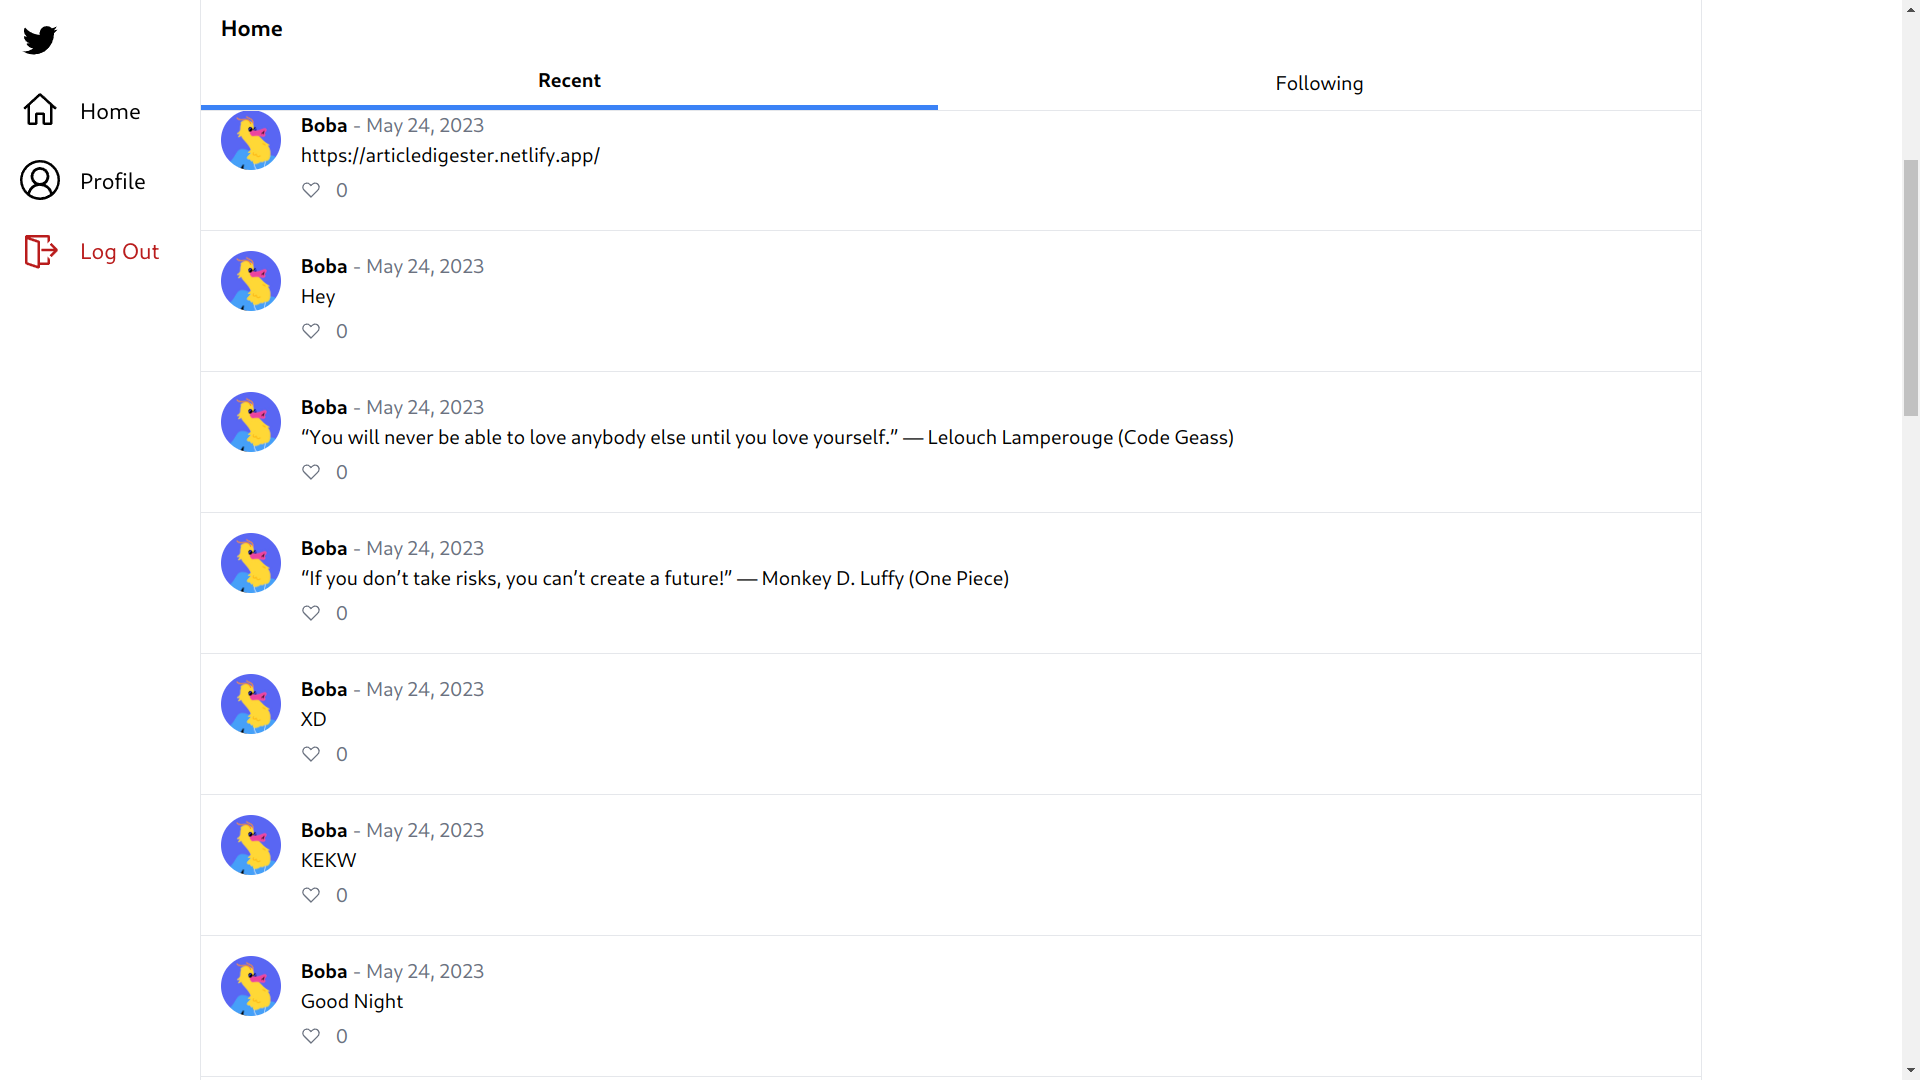 Home
Profile
Log Out
Home
Recent
Following
Boba - May 24, 2023
https://articledigester.netlify.app/
0
Boba - May 24, 2023
Hey
0
Boba - May 24, 2023
“You will never be able to love anybody else until you love yourself.” — Lelouch Lamperouge (Code Geass)
0
Boba - May 24, 2023
“If you don’t take risks, you can’t create a future!” — Monkey D. Luffy (One Piece)
0
Boba - May 24, 2023
XD
0
Boba - May 24, 2023
KEKW
0
Boba - May 24, 2023
Good Night
0